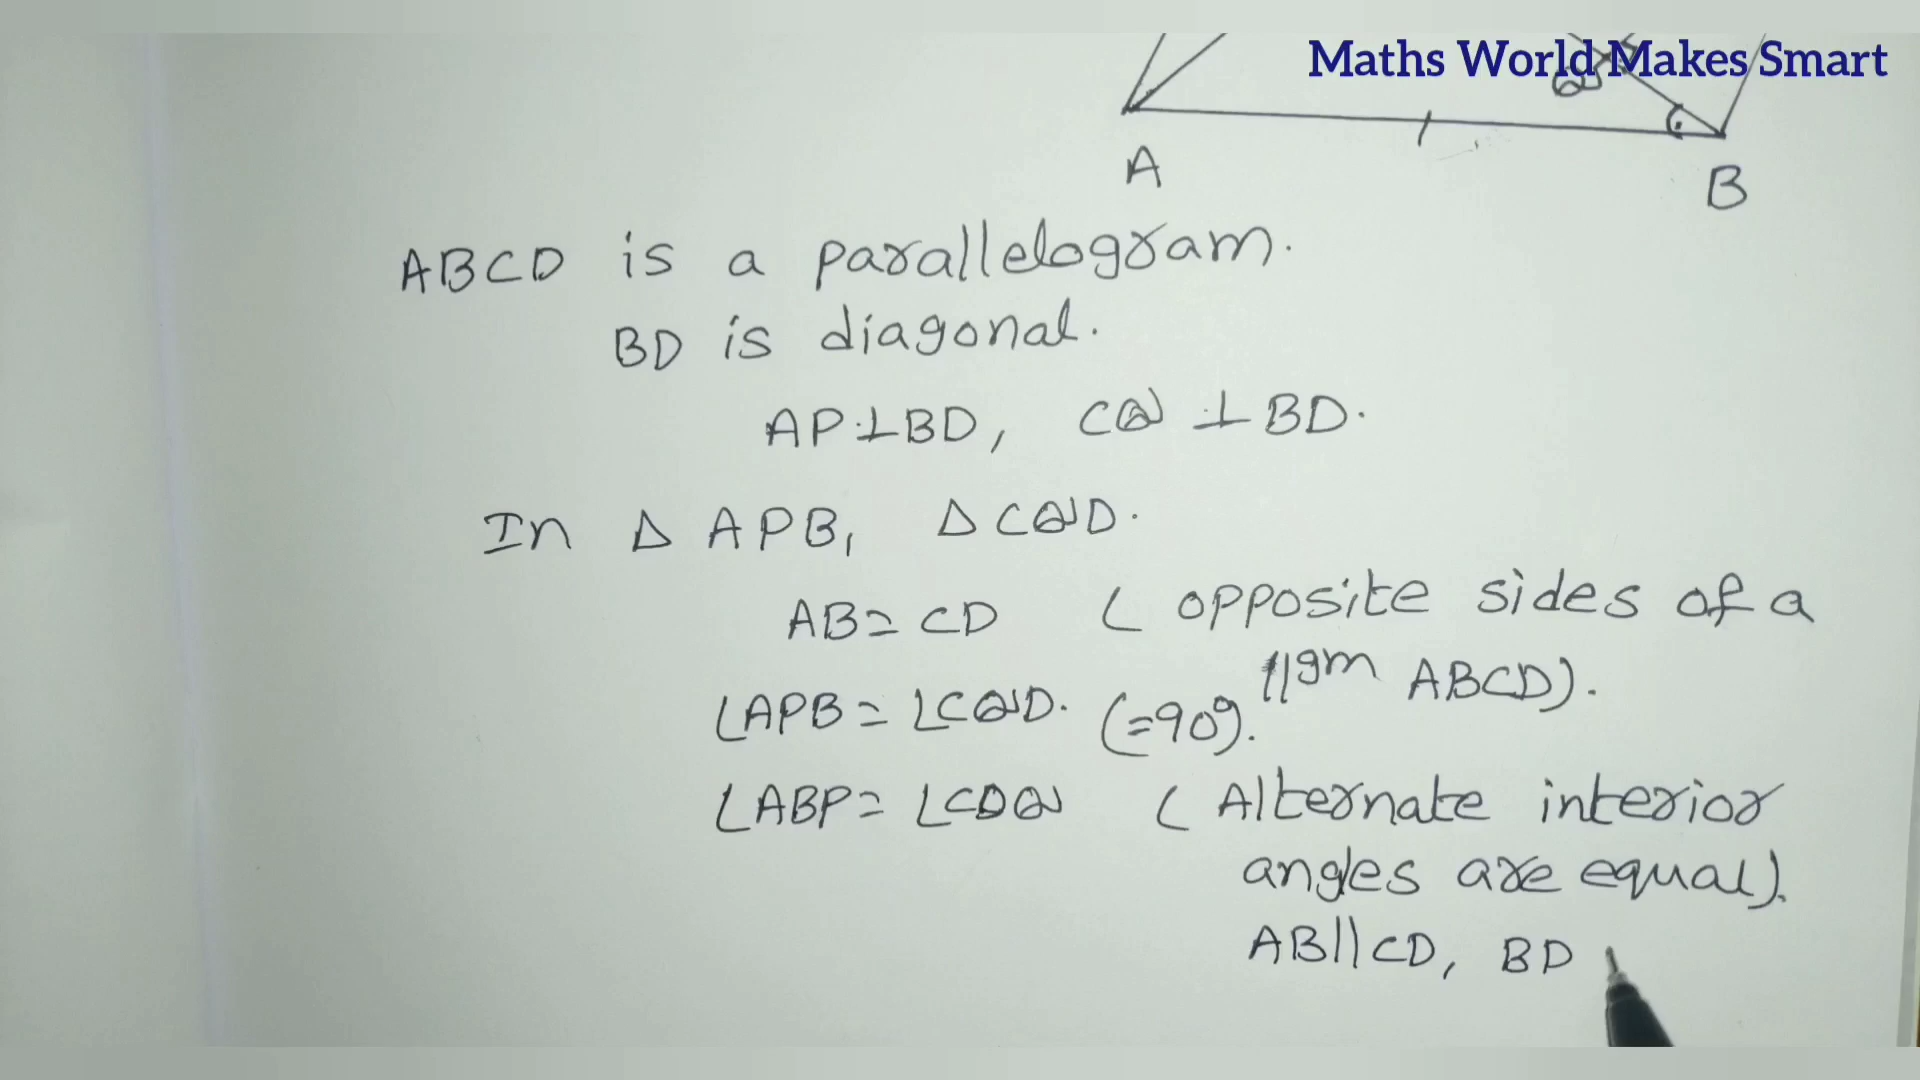 Maths World Makes Smart
Q
A
B
ABCD is a parallelogram.
BD is diagonal.
AP⊥BD, CQ ⊥ BD.
In Δ APB, Δ CQD.
AB = CD ( opposite sides of a
||gm ABCD).
∠APB = ∠CQD. (=90°).
∠ABP = ∠CDQ ( Alternate interior
angles are equal).
AB||CD, BD